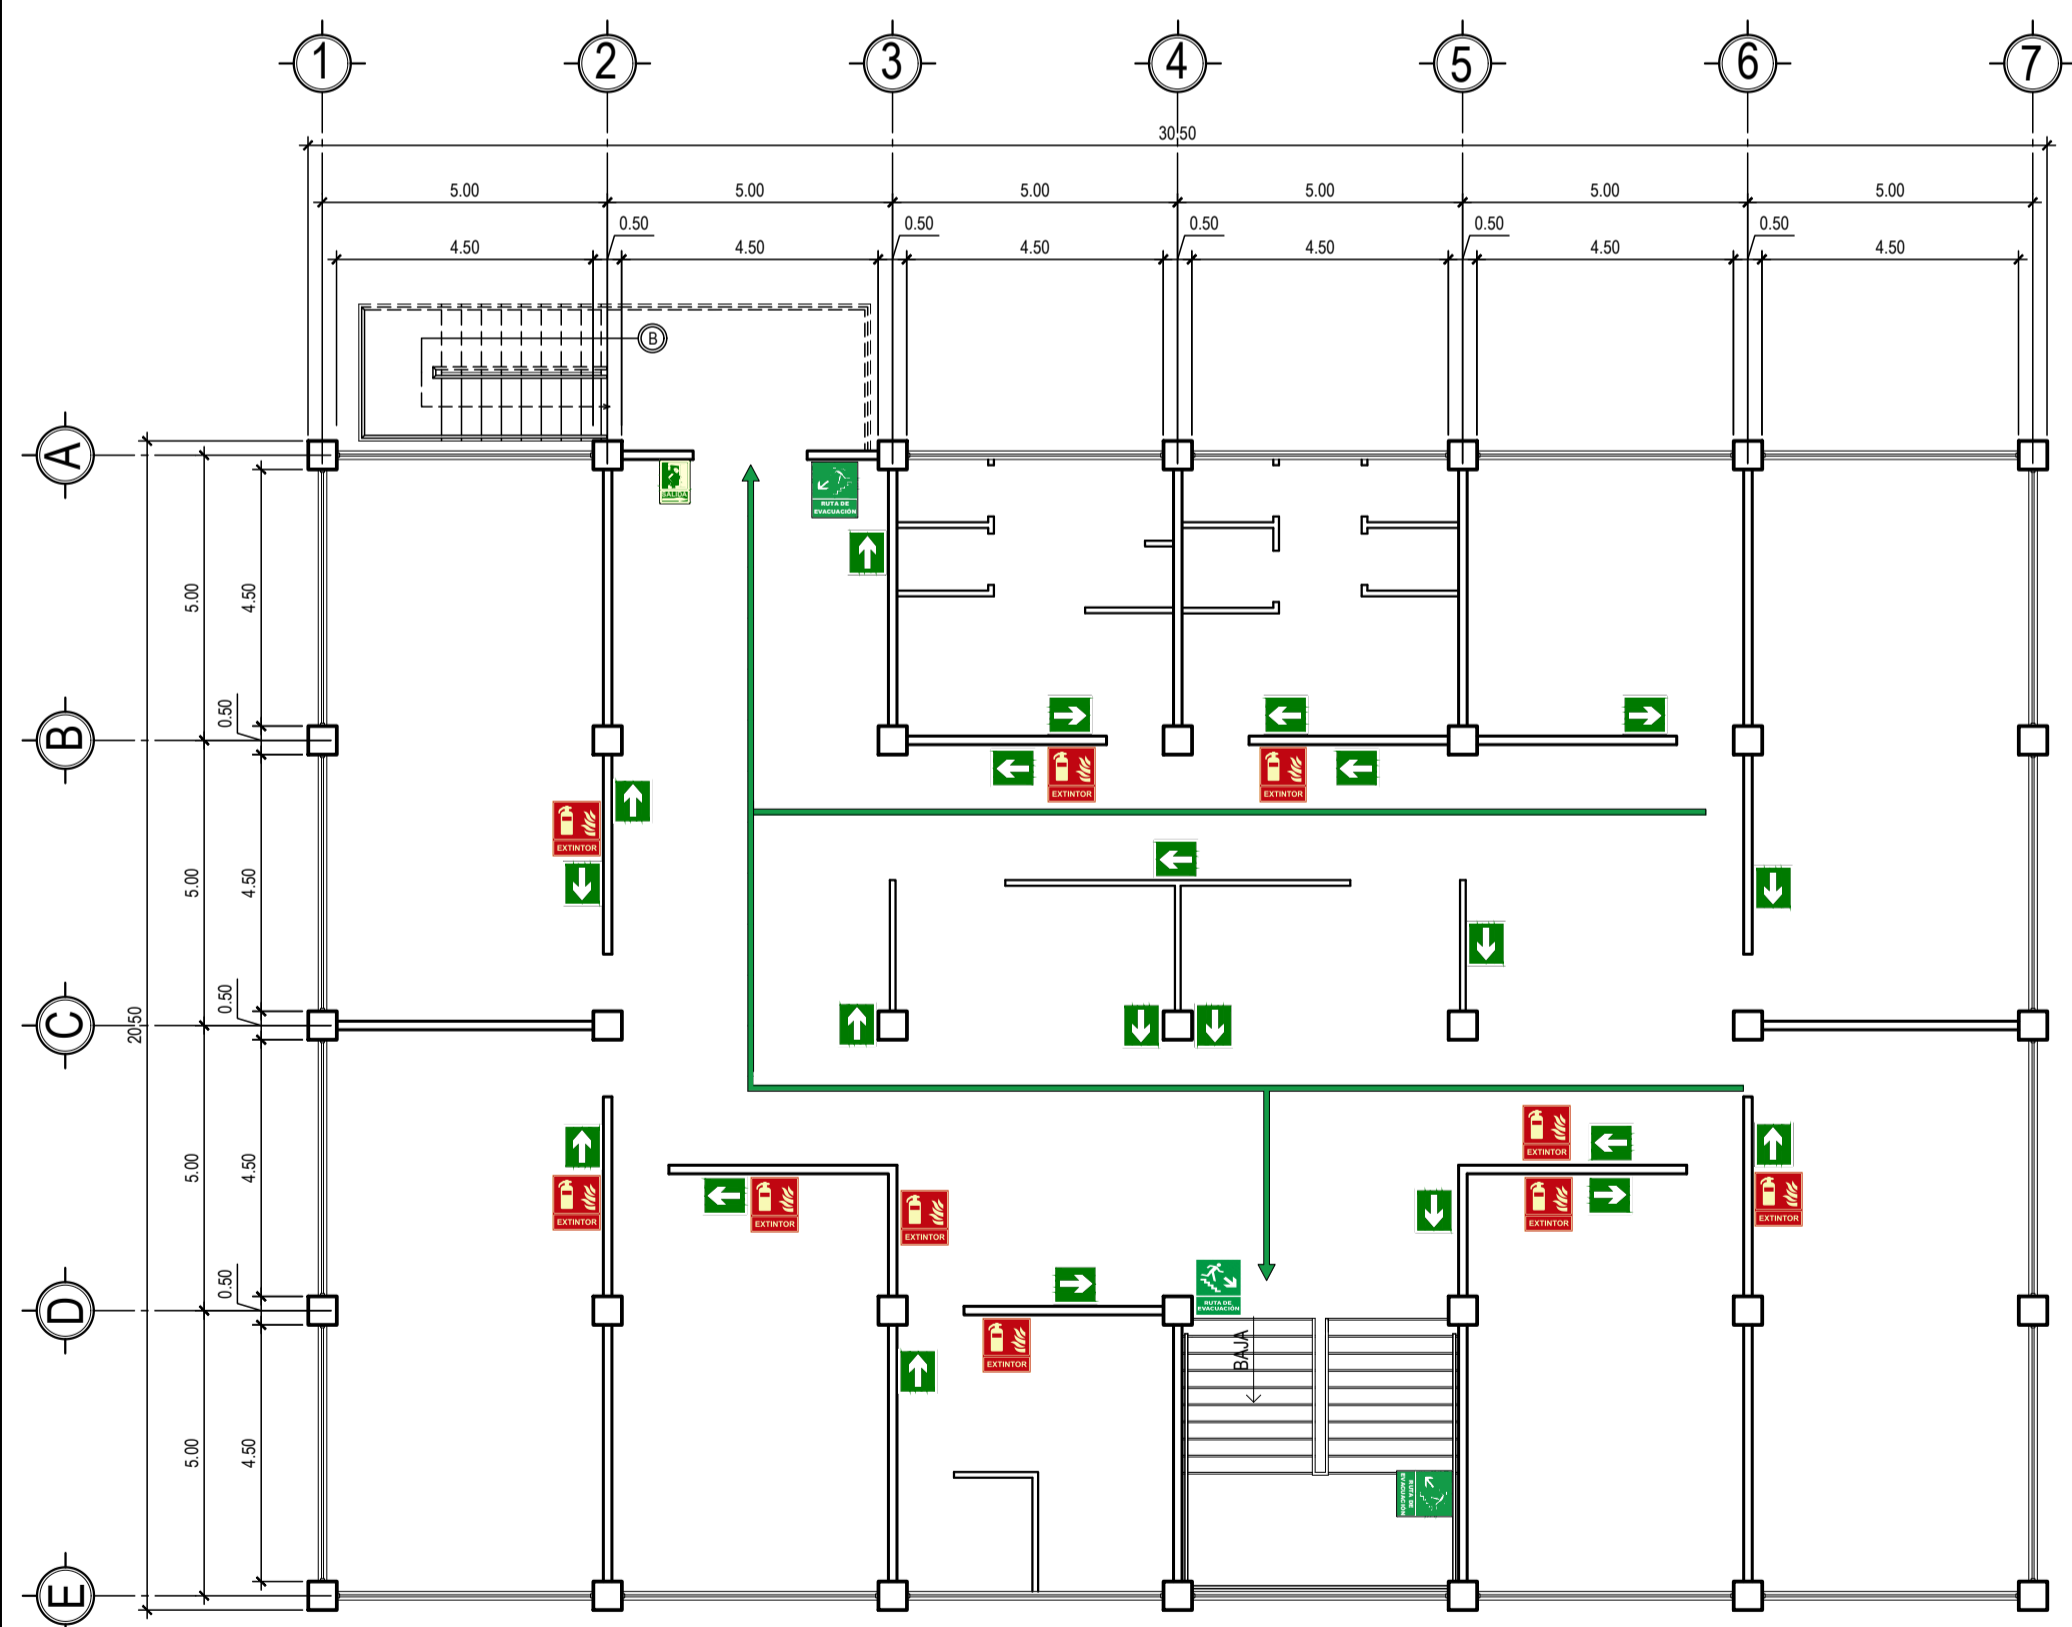 1 2 3 4 5 6 7
30.50
5.00 5.00 5.00 5.00 5.00 5.00
0.50 0.50 0.50 0.50 0.50
4.50 4.50 4.50 4.50 4.50 4.50
B
A
SALIDA
RUTA DE
EVACUACIÓN
5.00
4.50
0.50
B
EXTINTOR
EXTINTOR
EXTINTOR
5.00
4.50
0.50
C
20.50
5.00
4.50
EXTINTOR
EXTINTOR
EXTINTOR
EXTINTOR
EXTINTOR
EXTINTOR
0.50
D
RUTA DE
EVACUACIÓN
BAJA
EXTINTOR
5.00
4.50
RUTA DE
EVACUACIÓN
E